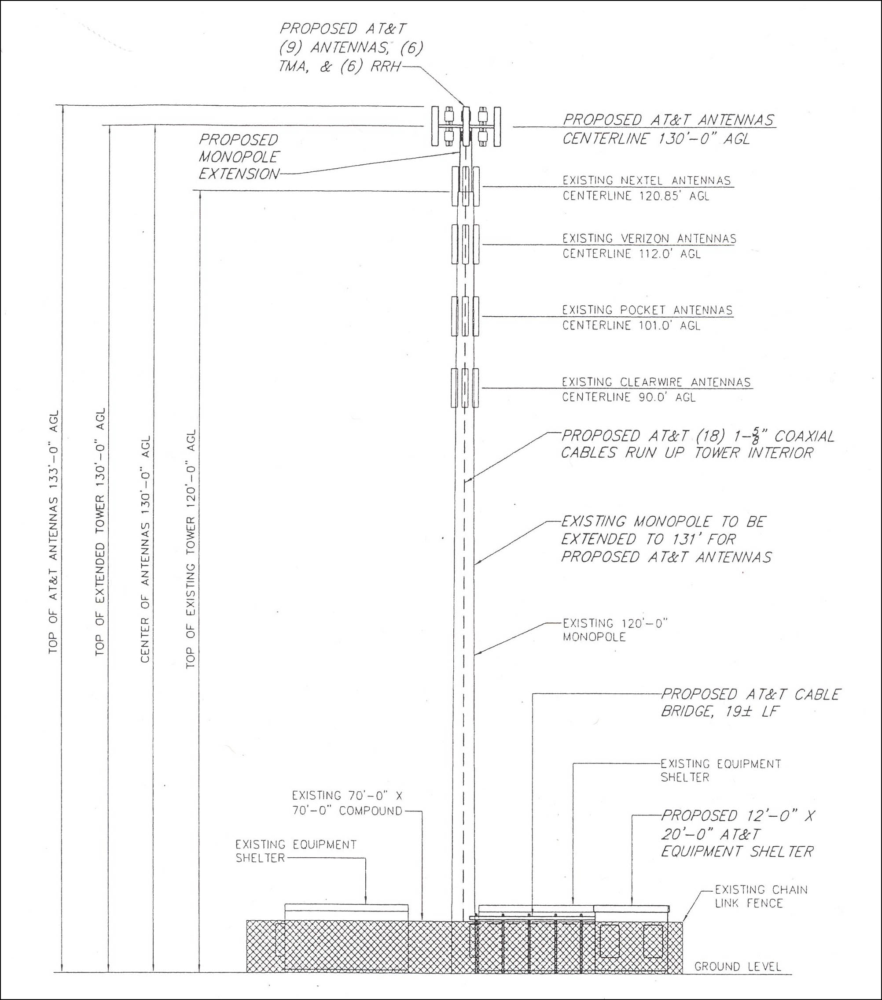 PROPOSED AT&T
(9) ANTENNAS, (6)
TMA, & (6) RRH
PROPOSED AT&T ANTENNAS
CENTERLINE 130'-0" AGL
PROPOSED
MONOPOLE
EXTENSION
EXISTING NEXTEL ANTENNAS
CENTERLINE 120.85' AGL
EXISTING VERIZON ANTENNAS
CENTERLINE 112.0' AGL
EXISTING POCKET ANTENNAS
CENTERLINE 101.0' AGL
EXISTING CLEARWIRE ANTENNAS
CENTERLINE 90.0' AGL
TOP OF AT&T ANTENNAS 133'-0" AGL
TOP OF EXTENDED TOWER 130'-0" AGL
CENTER OF ANTENNAS 130'-0" AGL
TOP OF EXISTING TOWER 120'-0" AGL
PROPOSED AT&T (18) 1-5/8" COAXIAL
CABLES RUN UP TOWER INTERIOR
EXISTING MONOPOLE TO BE
EXTENDED TO 131' FOR
PROPOSED AT&T ANTENNAS
EXISTING 120'-0"
MONOPOLE
PROPOSED AT&T CABLE
BRIDGE, 19± LF
EXISTING EQUIPMENT
SHELTER
EXISTING 70'-0" X
70'-0" COMPOUND
PROPOSED 12'-0" X
20'-0" AT&T
EQUIPMENT SHELTER
EXISTING EQUIPMENT
SHELTER
EXISTING CHAIN
LINK FENCE
GROUND LEVEL